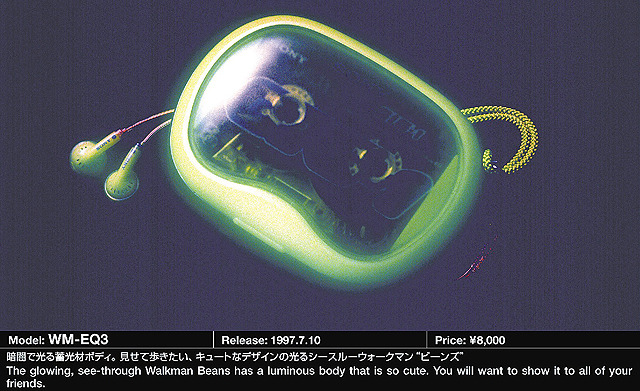 Model: WM-EQ3 Release: 1997.7.10 Price: ¥8,000
暗闇で光る蓄光材ボディ。見せて歩きたい、キュートなデザインの光るシースルーウォークマン“ビーンズ”
The glowing, see-through Walkman Beans has a luminous body that is so cute. You will want to show it to all of your
friends.